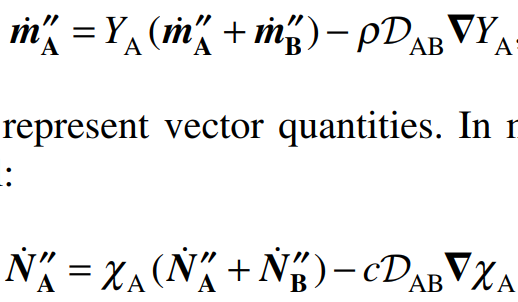 ṁ″_A = Y_A (ṁ″_A + ṁ″_B) − ρ𝒟_AB ∇Y_A,
represent vector quantities. In
:
Ṅ″_A = χ_A (Ṅ″_A + Ṅ″_B) − c𝒟_AB ∇χ_A